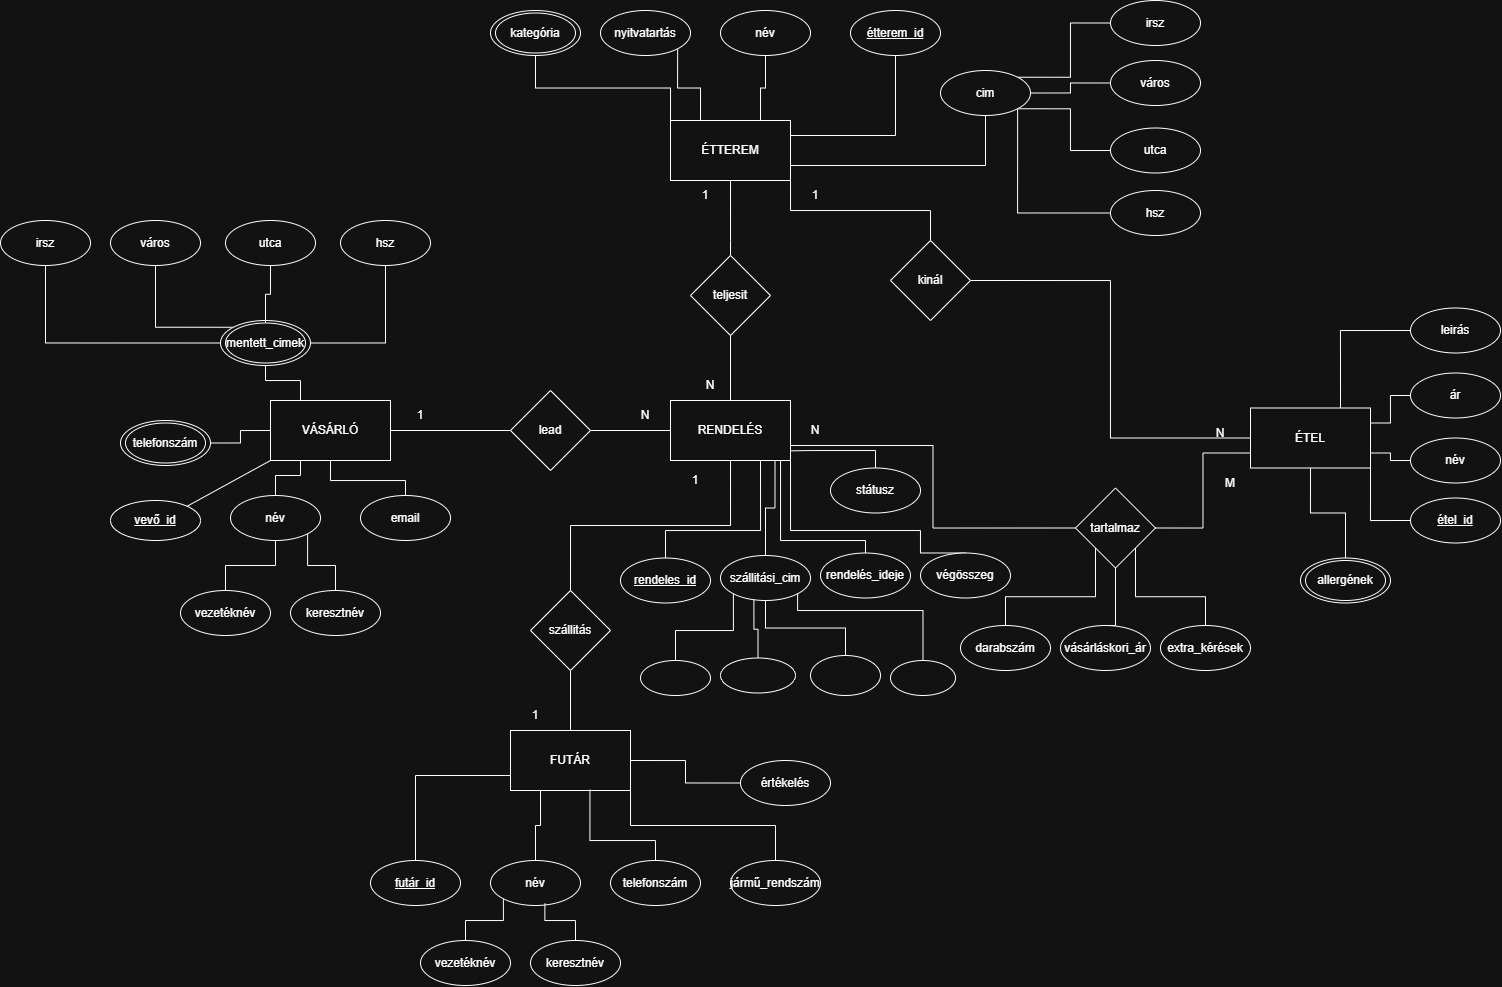 kategória
nyitvatartás
név
étterem_id
irsz
város
cim
utca
hsz
ÉTTEREM
1
1
irsz
város
utca
hsz
teljesit
kinál
mentett_cimek
leirás
N
ár
VÁSÁRLÓ
1
lead
N
RENDELÉS
N
N
ÉTEL
telefonszám
név
1
státusz
M
vevő_id
név
email
tartalmaz
étel_id
rendeles_id
szállitási_cim
rendelés_ideje
végösszeg
allergének
vezetéknév
keresztnév
szállitás
darabszám
vásárláskori_ár
extra_kérések
1
FUTÁR
értékelés
futár_id
név
telefonszám
jármű_rendszám
vezetéknév
keresztnév